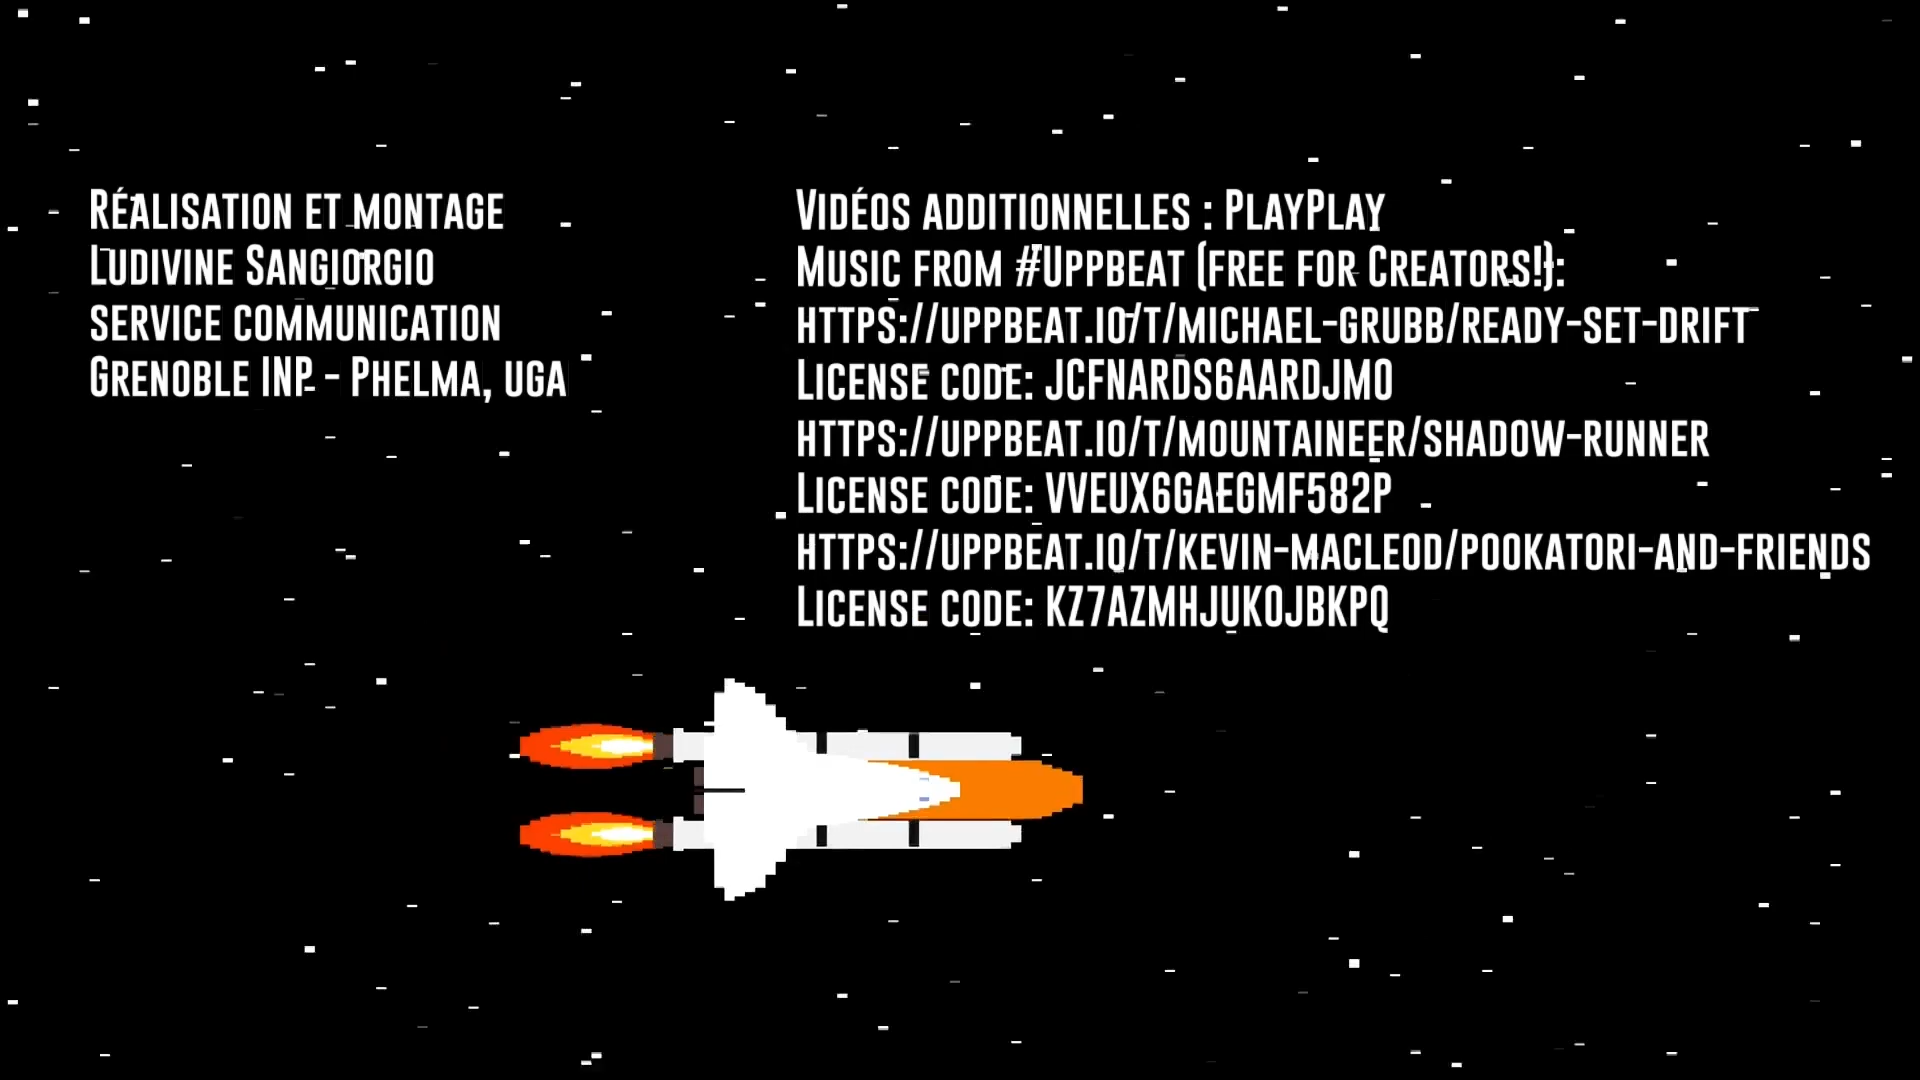 Réalisation et montage
Ludivine Sangiorgio
service communication
Grenoble INP - Phelma, uga
Vidéos additionnelles : PlayPlay
Music from #Uppbeat (free for Creators!):
https://uppbeat.io/t/michael-grubb/ready-set-drift
License code: JCFNARDS6AARDJMO
https://uppbeat.io/t/mountaineer/shadow-runner
License code: VVEUX6GAEGMF582P
https://uppbeat.io/t/kevin-macleod/pookatori-and-friends
License code: KZ7AZMHJUKOJBKPQ